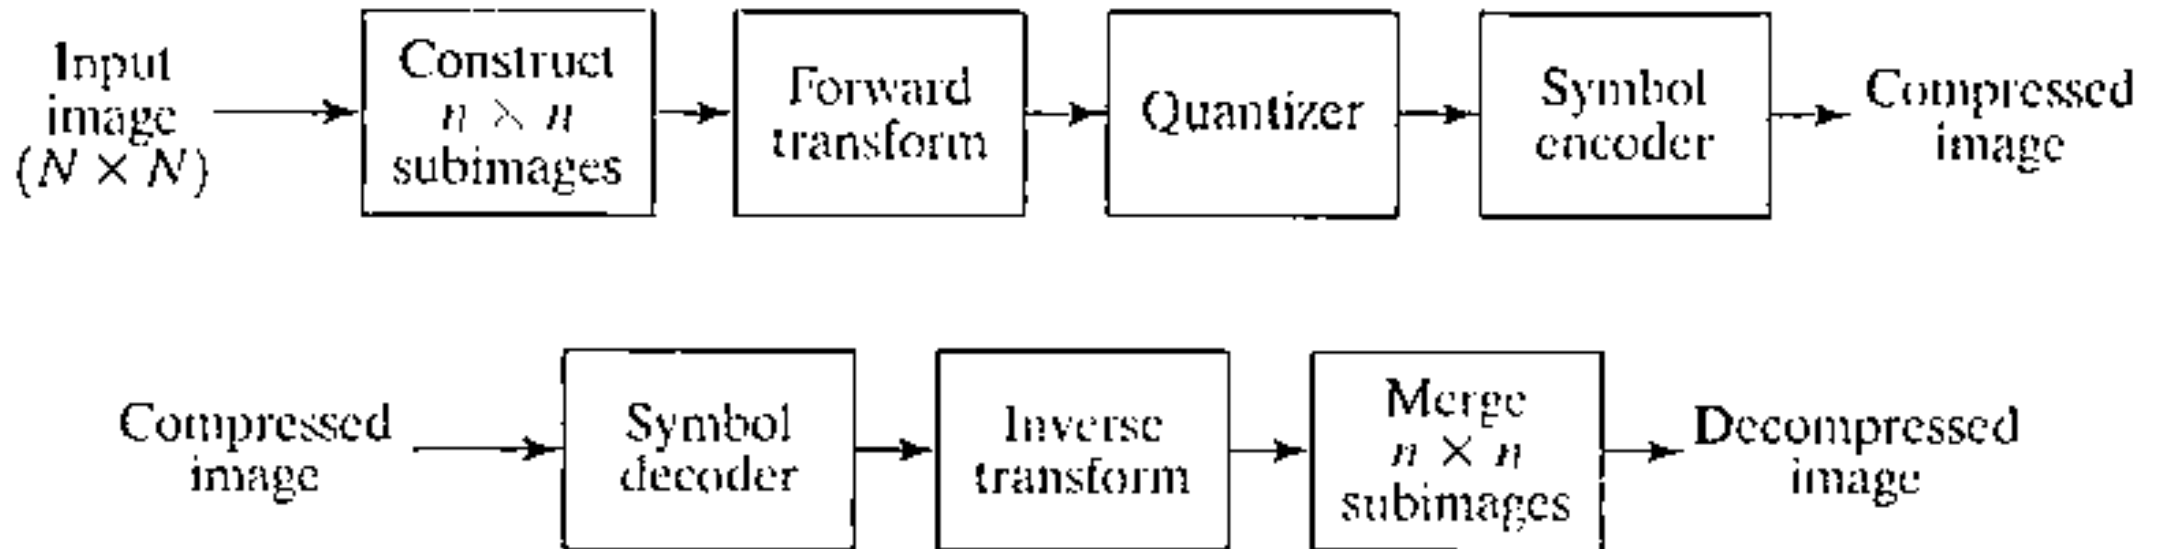 Input
image
(N × N)
Construct
n × n
subimages
Forward
transform
Quantizer
Symbol
encoder
Compressed
image
Compressed
image
Symbol
decoder
Inverse
transform
Merge
n × n
subimages
Decompressed
image